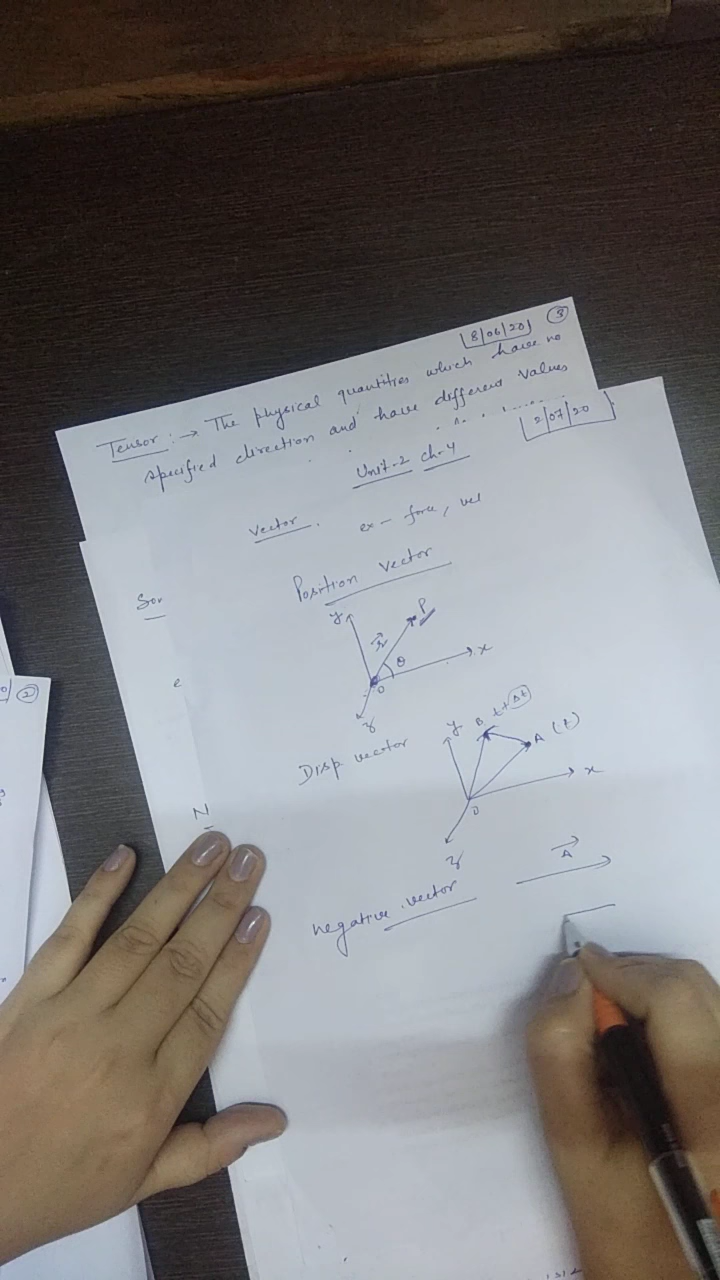 8/06/20 3
Tensor :→ The physical quantities which have no
specified direction and have different values
2/07/20
Unit-2 ch-4
Vector. ex - force, vel
Position vector
y P
r
θ
x
o
z
Disp vector
y B t+Δt
A (t)
x
o
z
negative vector
A
N
2